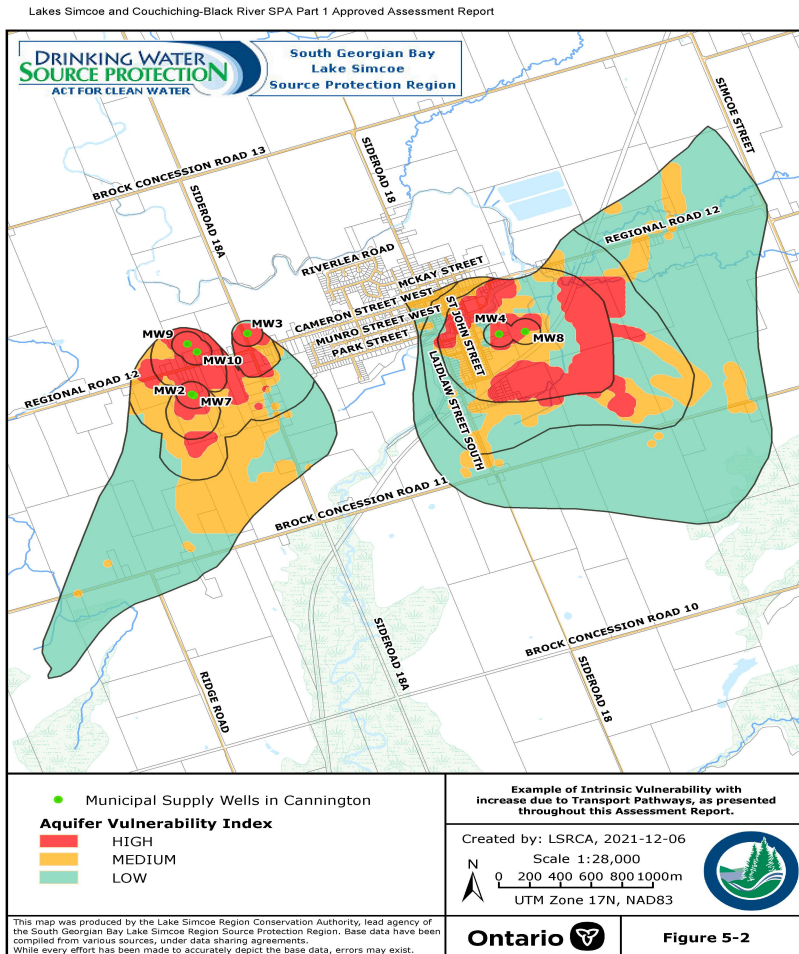 Lakes Simcoe and Couchiching-Black River SPA Part 1 Approved Assessment Report
DRINKING WATER
SOURCE PROTECTION
ACT FOR CLEAN WATER
South Georgian Bay
Lake Simcoe
Source Protection Region
SIMCOE STREET
BROCK CONCESSION ROAD 13
SIDEROAD 18
SIDEROAD 18A
REGIONAL ROAD 12
RIVERLEA ROAD
MCKAY STREET
CAMERON STREET WEST
MUNRO STREET WEST
PARK STREET
ST JOHN STREET
LAIDLAW STREET SOUTH
MW9
MW3
MW10
MW4
MW8
REGIONAL ROAD 12
MW2
MW7
BROCK CONCESSION ROAD 11
BROCK CONCESSION ROAD 10
SIDEROAD 18A
SIDEROAD 18
RIDGE ROAD
Municipal Supply Wells in Cannington
Aquifer Vulnerability Index
HIGH
MEDIUM
LOW
Example of Intrinsic Vulnerability with
increase due to Transport Pathways, as presented
throughout this Assessment Report.
Created by: LSRCA, 2021-12-06
Scale 1:28,000
N
0 200 400 600 800 1000m
UTM Zone 17N, NAD83
This map was produced by the Lake Simcoe Region Conservation Authority, lead agency of
the South Georgian Bay Lake Simcoe Region Source Protection Region. Base data have been
compiled from various sources, under data sharing agreements.
While every effort has been made to accurately depict the base data, errors may exist.
Ontario
Figure 5-2